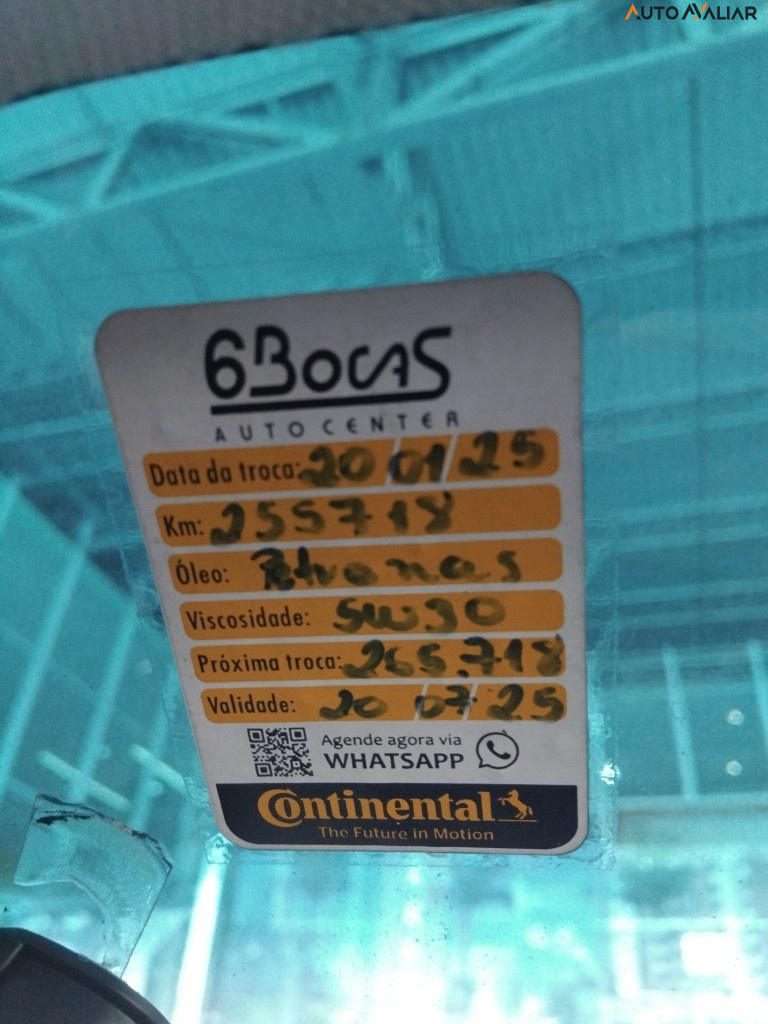 AUTO AVALIAR
6BOCAS
AUTO CENTER
Data da troca: 20/01/25
Km: 255718
Óleo: Petronas
Viscosidade: 5W30
Próxima troca: 265.718
Validade: 20/07/25
Agende agora via
WHATSAPP
Continental
The Future in Motion